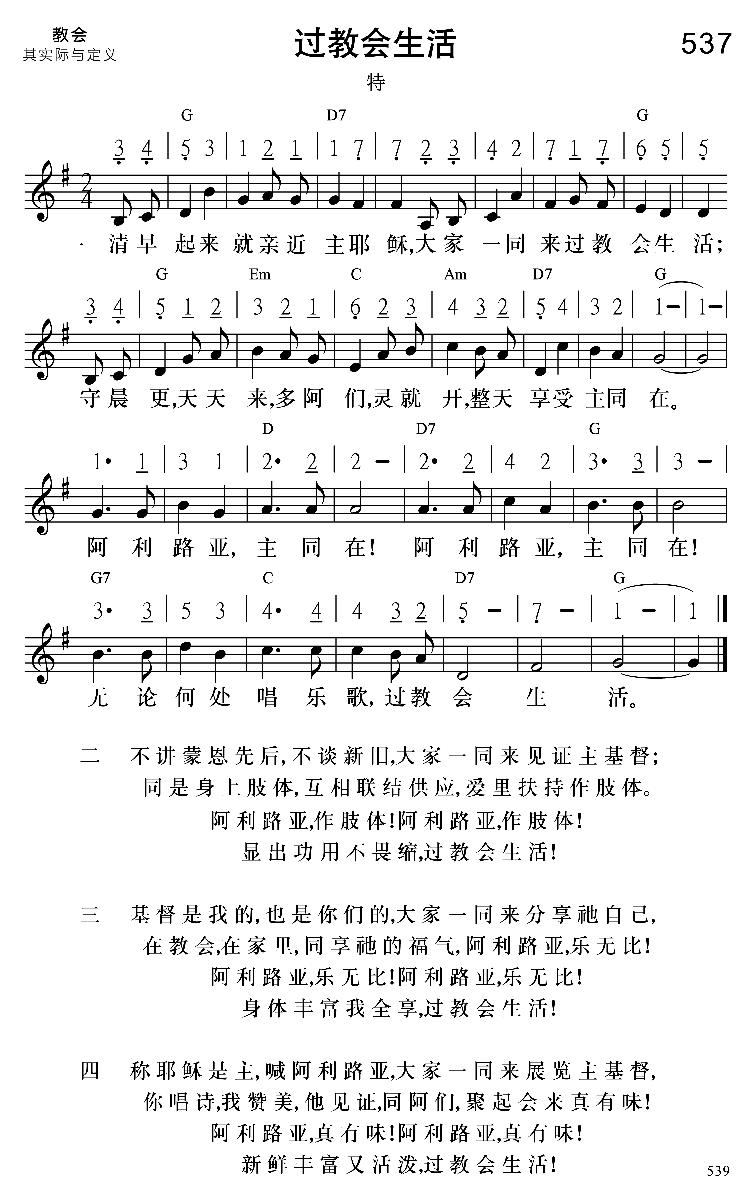 教会 过教会生活 537
其实际与定义
特
G D7 G
3 4 | 5 3 | 1 2 1 | 1 7 | 7 2 3 | 4 2 | 7 1 7 | 6 5 | 5
2/4
清早 起来 就亲近 主耶 稣,大家 一同 来过教 会生 活;
G Em C Am D7 G
3 4 | 5 1 2 | 3 2 1 | 6 2 3 | 4 3 2 | 5 4 | 3 2 | 1 – | 1 –
守晨 更,天天 来,多阿 们,灵就 开,整天 享受 主同 在。
D D7 G
1· 1 | 3 1 | 2· 2 | 2 – | 2· 2 | 4 2 | 3· 3 | 3 –
阿利路亚,主同在!阿利路亚,主同在!
G7 C D7 G
3· 3 | 5 3 | 4· 4 | 4 3 2 | 5 – | 7 – | 1 – | 1
无论何处唱乐歌,过教会生活。
二 不讲蒙恩先后,不谈新旧,大家一同来见证主基督;
同是身上肢体,互相联结供应,爱里扶持作肢体。
阿利路亚,作肢体!阿利路亚,作肢体!
显出功用不畏缩,过教会生活!
三 基督是我的,也是你们的,大家一同来分享祂自己,
在教会,在家里,同享祂的福气,阿利路亚,乐无比!
阿利路亚,乐无比!阿利路亚,乐无比!
身体丰富我全享,过教会生活!
四 称耶稣是主,喊阿利路亚,大家一同来展览主基督,
你唱诗,我赞美,他见证,同阿们,聚起会来真有味!
阿利路亚,真有味!阿利路亚,真有味!
新鲜丰富又活泼,过教会生活!
539